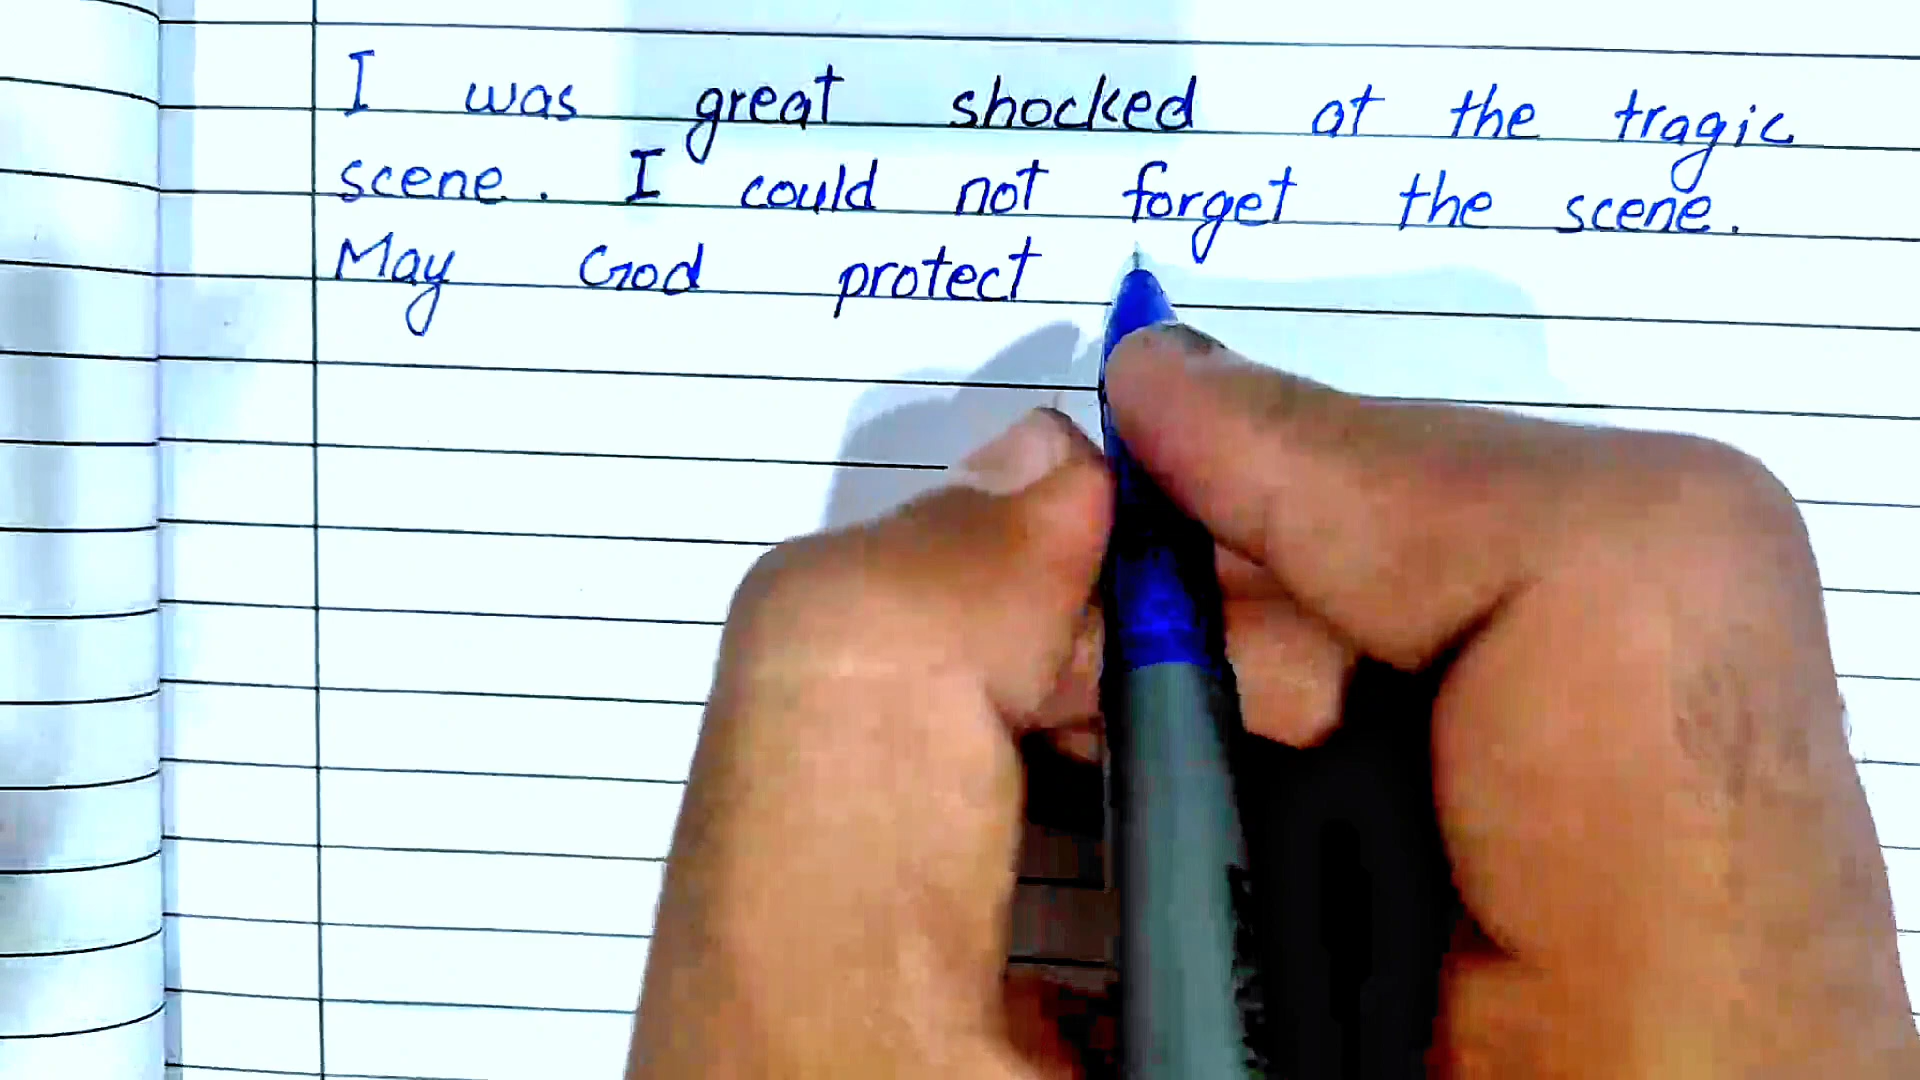 I was great shocked at the tragic
scene. I could not forget the scene.
May God protect